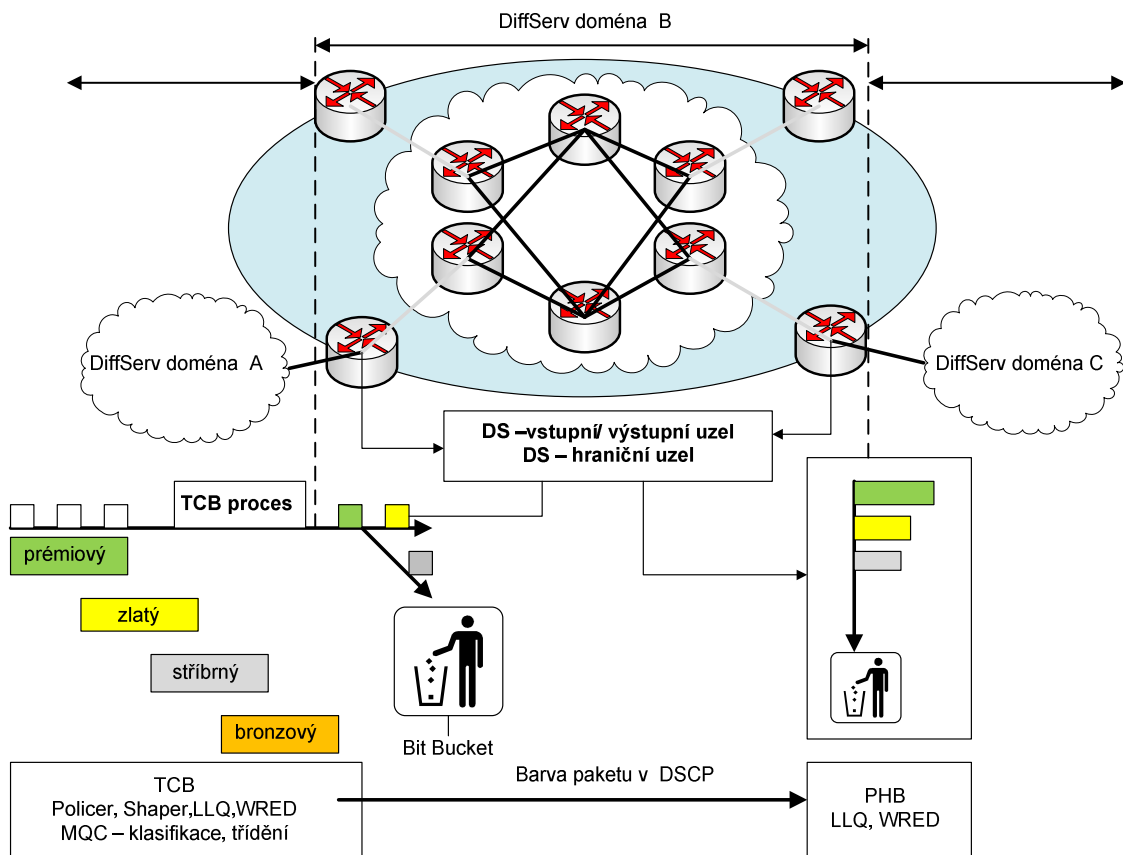 DiffServ doména B
DiffServ doména A
DiffServ doména C
DS –vstupní/ výstupní uzel
DS – hraniční uzel
TCB proces
prémiový
zlatý
stříbrný
bronzový
Bit Bucket
TCB
Policer, Shaper,LLQ,WRED
MQC – klasifikace, třídění
Barva paketu v DSCP
PHB
LLQ, WRED